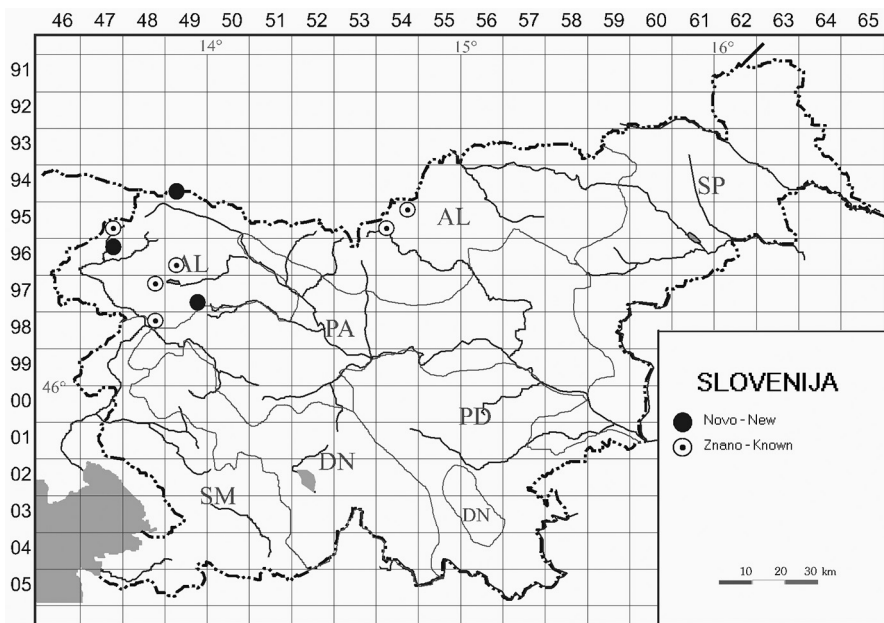 46 47 48 49 50 51 52 53 54 55 56 57 58 59 60 61 62 63 64 65
14° 15° 16°
91
92
93
94
95
96
97
98
99
46°
00
01
02
03
04
05
SP
AL
AL
PA
PD
DN
SM
DN
SLOVENIJA
Novo - New
Znano - Known
10 20 30 km